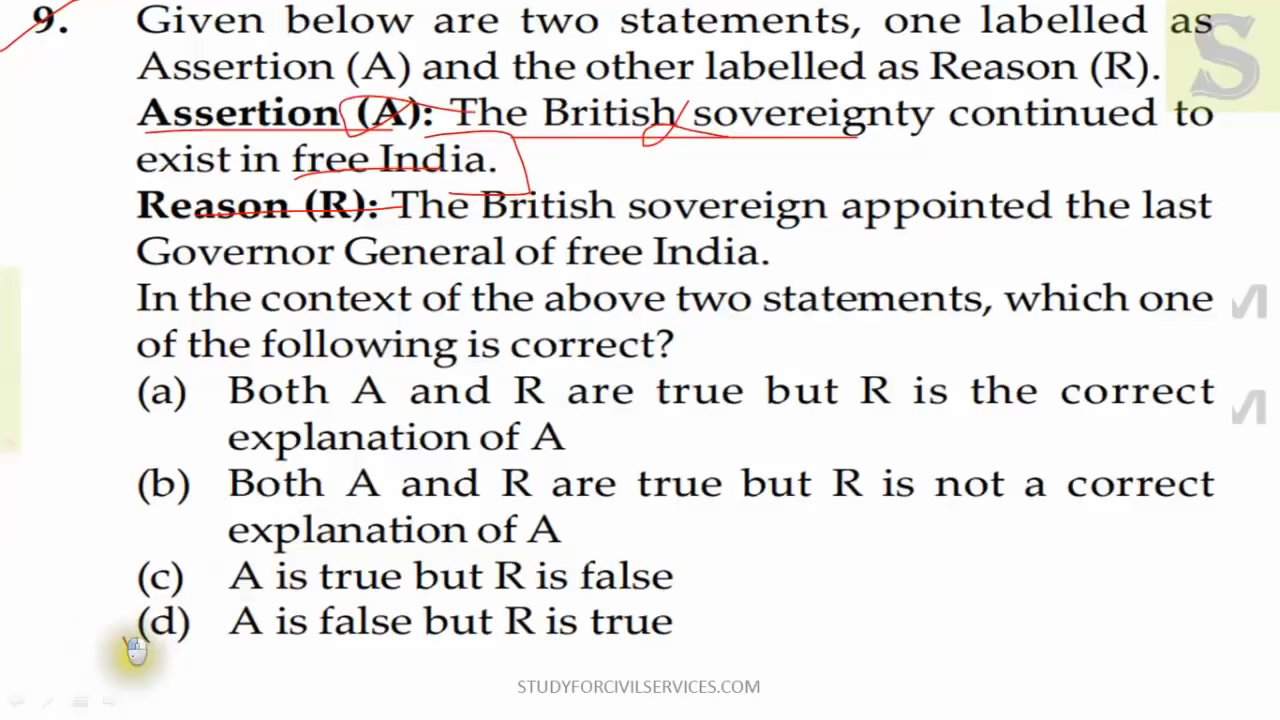 9. Given below are two statements, one labelled as
Assertion (A) and the other labelled as Reason (R).
Assertion (A): The British sovereignty continued to
exist in free India.
Reason (R): The British sovereign appointed the last
Governor General of free India.
In the context of the above two statements, which one
of the following is correct?
(a) Both A and R are true but R is the correct
explanation of A
(b) Both A and R are true but R is not a correct
explanation of A
(c) A is true but R is false
(d) A is false but R is true
STUDYFORCIVILSERVICES.COM
S
M
M